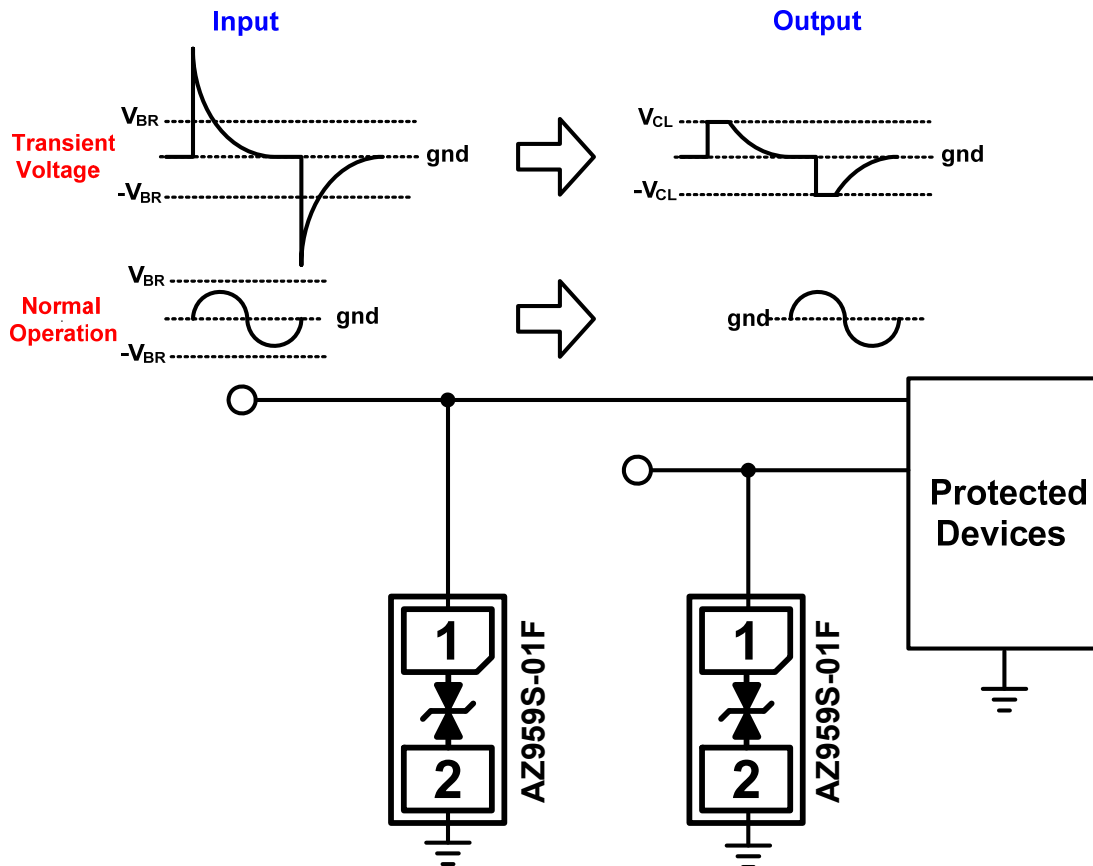 Input
Output
VBR
Transient
Voltage
gnd
-VBR
VCL
gnd
-VCL
VBR
Normal
Operation
gnd
-VBR
gnd
Protected
Devices
1
2
AZ959S-01F
1
2
AZ959S-01F